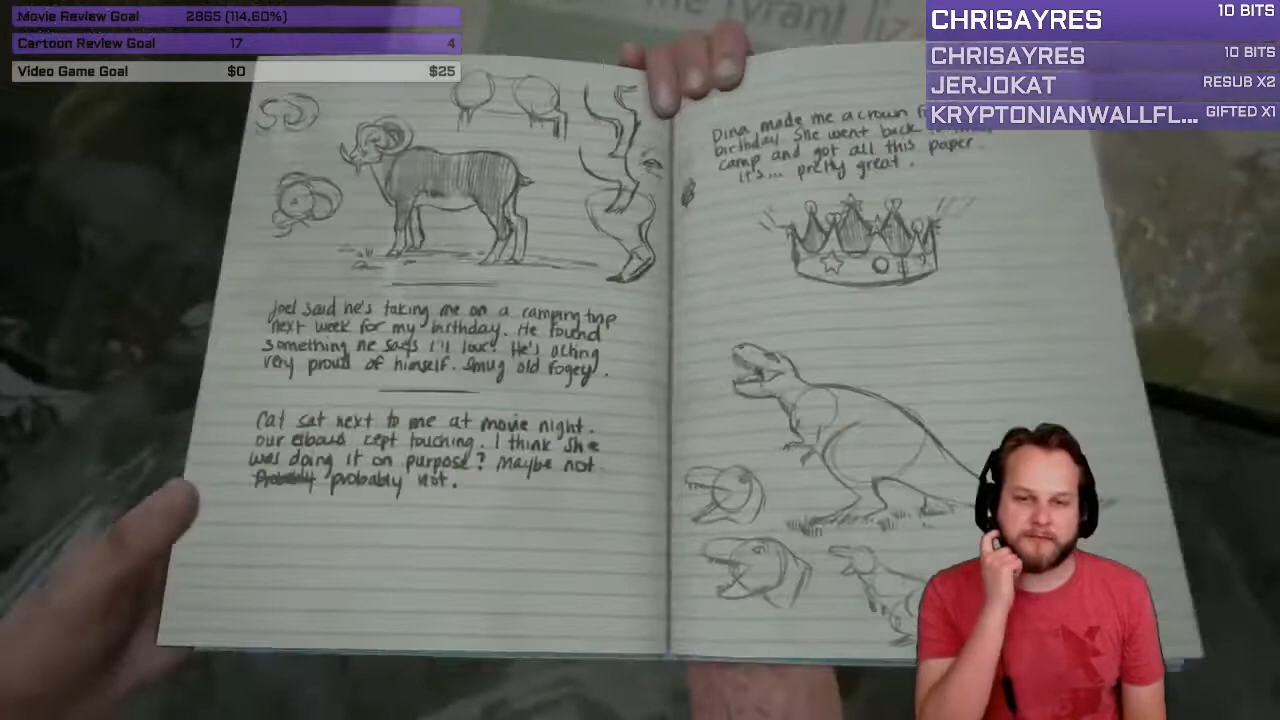 Movie Review Goal 2865 (114.60%)
Cartoon Review Goal 17 4
Video Game Goal $0 $25
CHRISAYRES 10 BITS
CHRISAYRES 10 BITS
JERJOKAT RESUB X2
KRYPTONIANWALLFL... GIFTED X1
the Tyrant
Joel said he's taking me on a camping trip
next week for my birthday. He found
something he says I'll love. He's acting
very proud of himself. Smug old fogey.
Cat sat next to me at movie night.
Our elbows kept touching. I think she
was doing it on purpose? Maybe not.
Probably probably not.
Dina made me a crown
birthday. She went back
camp and got all this paper.
It's... pretty great.